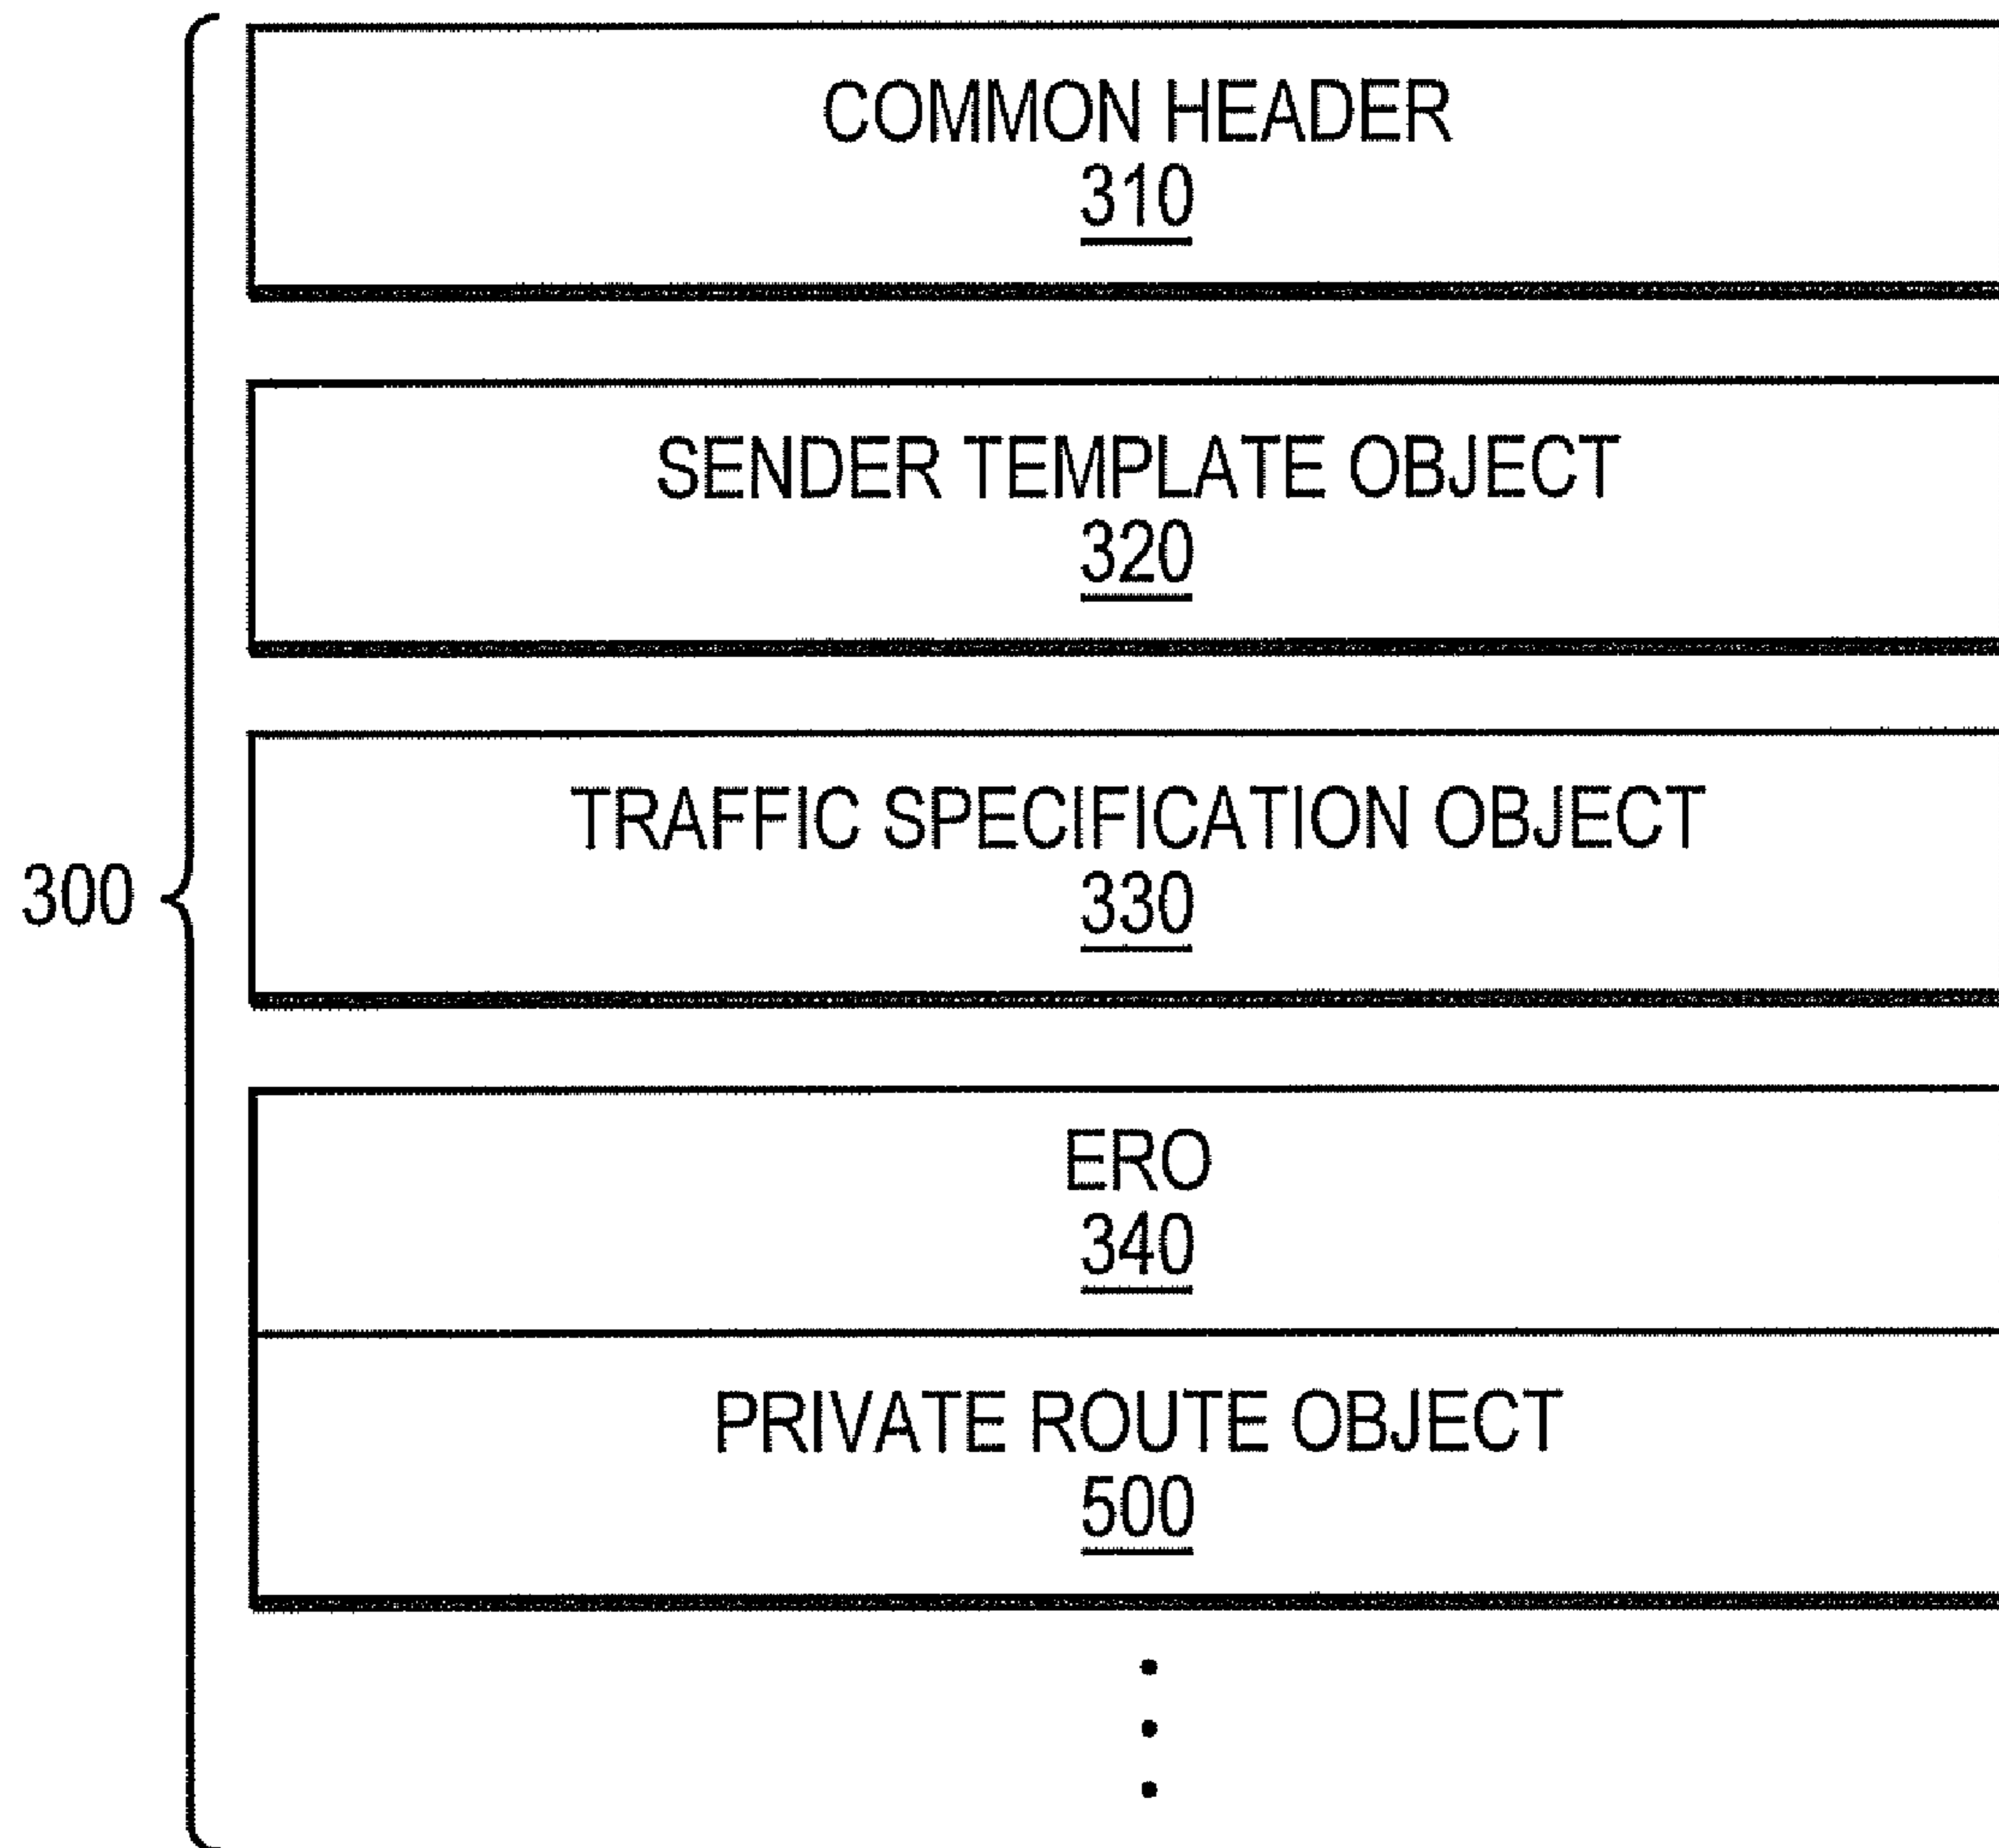 COMMON HEADER
310
SENDER TEMPLATE OBJECT
320
TRAFFIC SPECIFICATION OBJECT
330
300
ERO
340
PRIVATE ROUTE OBJECT
500